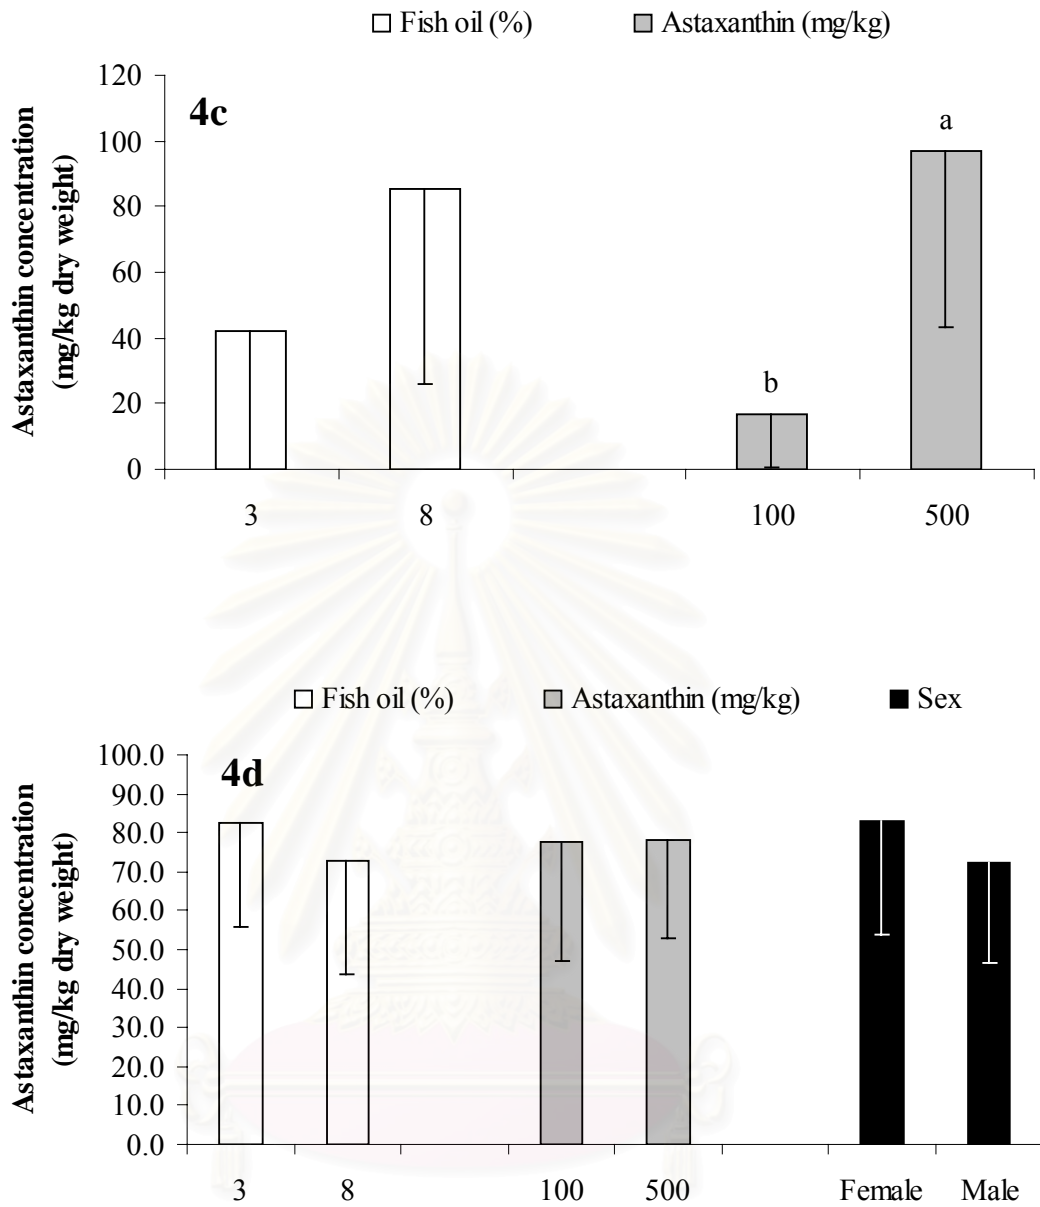 Fish oil (%) Astaxanthin (mg/kg)
Astaxanthin concentration
(mg/kg dry weight)
4c
120
100
80
60
40
20
0
a
b
3 8 100 500
Fish oil (%) Astaxanthin (mg/kg) Sex
Astaxanthin concentration
(mg/kg dry weight)
4d
100.0
90.0
80.0
70.0
60.0
50.0
40.0
30.0
20.0
10.0
0.0
3 8 100 500 Female Male